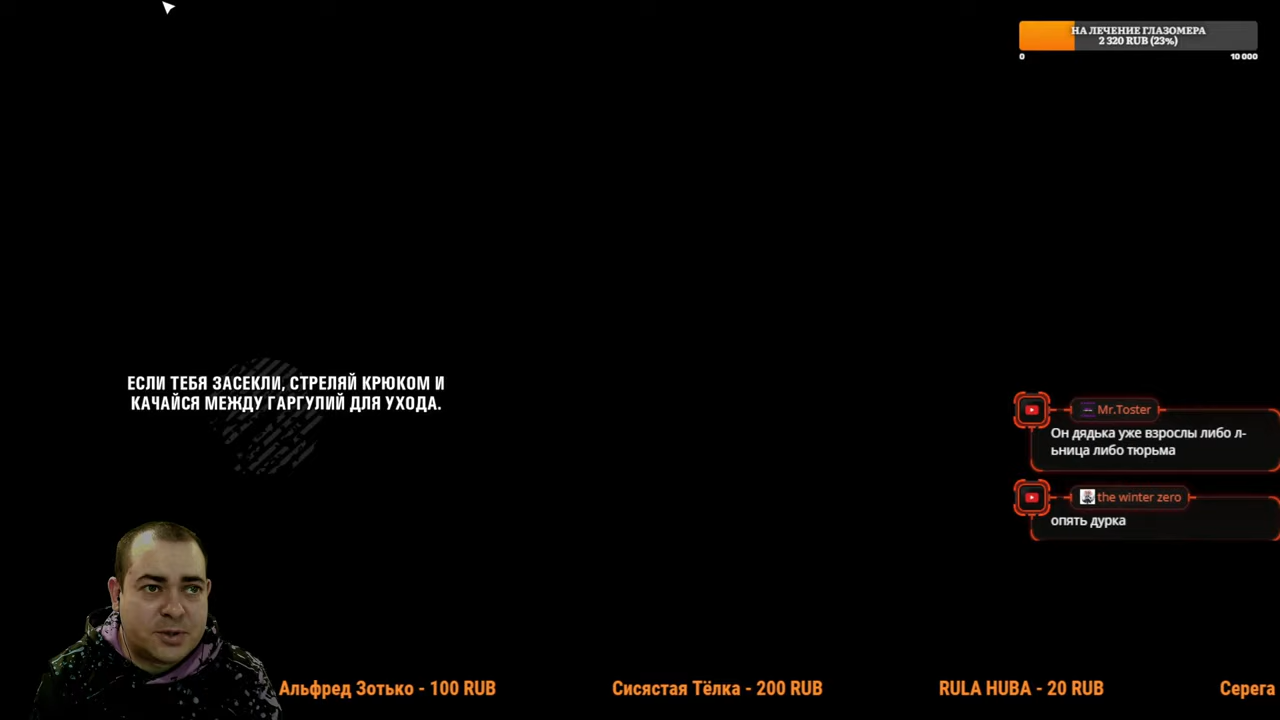 НА ЛЕЧЕНИЕ ГЛАЗОМЕРА
2 320 RUB (23%)
0
10 000
ЕСЛИ ТЕБЯ ЗАСЕКЛИ, СТРЕЛЯЙ КРЮКОМ И
КАЧАЙСЯ МЕЖДУ ГАРГУЛИЙ ДЛЯ УХОДА.
Mr.Toster
Он дядька уже взрослы либо л-
ьница либо тюрьма
the winter zero
опять дурка
Альфред Зотько - 100 RUB
Сисястая Тёлка - 200 RUB
RULA HUBA - 20 RUB
Серега